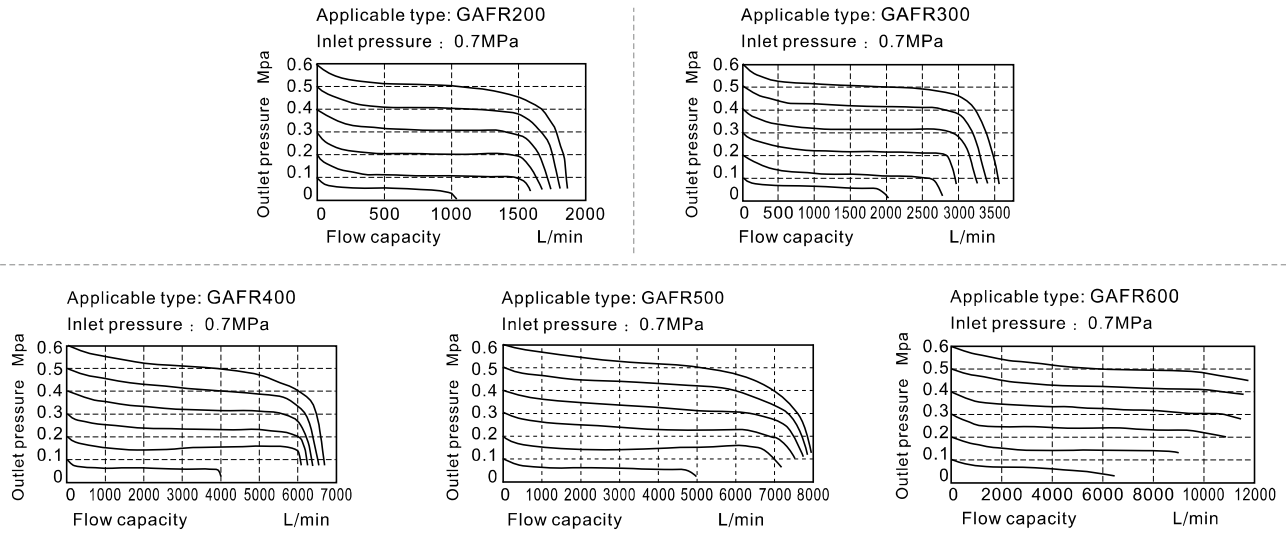 Applicable type: GAFR200
Inlet pressure : 0.7MPa
Outlet pressure Mpa
0.6
0.5
0.4
0.3
0.2
0.1
0
0 500 1000 1500 2000
Flow capacity L/min
Applicable type: GAFR300
Inlet pressure : 0.7MPa
Outlet pressure Mpa
0.6
0.5
0.4
0.3
0.2
0.1
0
0 500 1000 1500 2000 2500 3000 3500
Flow capacity L/min
Applicable type: GAFR400
Inlet pressure : 0.7MPa
Outlet pressure Mpa
0.6
0.5
0.4
0.3
0.2
0.1
0
0 1000 2000 3000 4000 5000 6000 7000
Flow capacity L/min
Applicable type: GAFR500
Inlet pressure : 0.7MPa
Outlet pressure Mpa
0.6
0.5
0.4
0.3
0.2
0.1
0
0 1000 2000 3000 4000 5000 6000 7000 8000
Flow capacity L/min
Applicable type: GAFR600
Inlet pressure : 0.7MPa
Outlet pressure Mpa
0.6
0.5
0.4
0.3
0.2
0.1
0
0 2000 4000 6000 8000 10000 12000
Flow capacity L/min